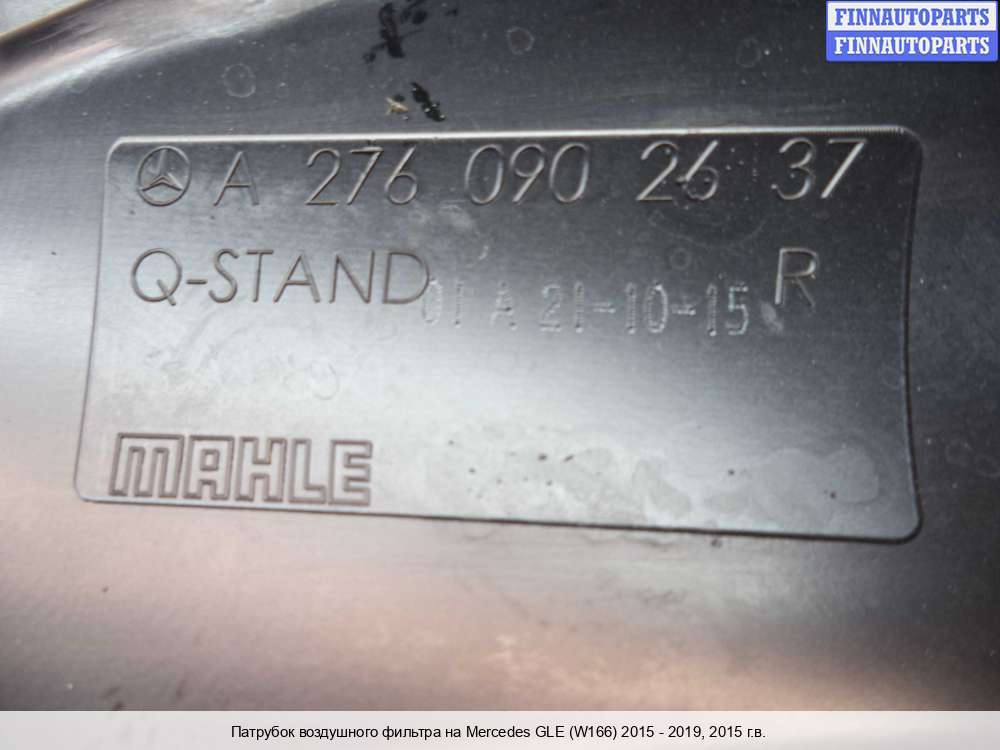 FINNAUTOPARTS
FINNAUTOPARTS
A 276 090 26 37
Q-STAND 01 A 21-10-15 R
MAHLE
Патрубок воздушного фильтра на Mercedes GLE (W166) 2015 - 2019, 2015 г.в.